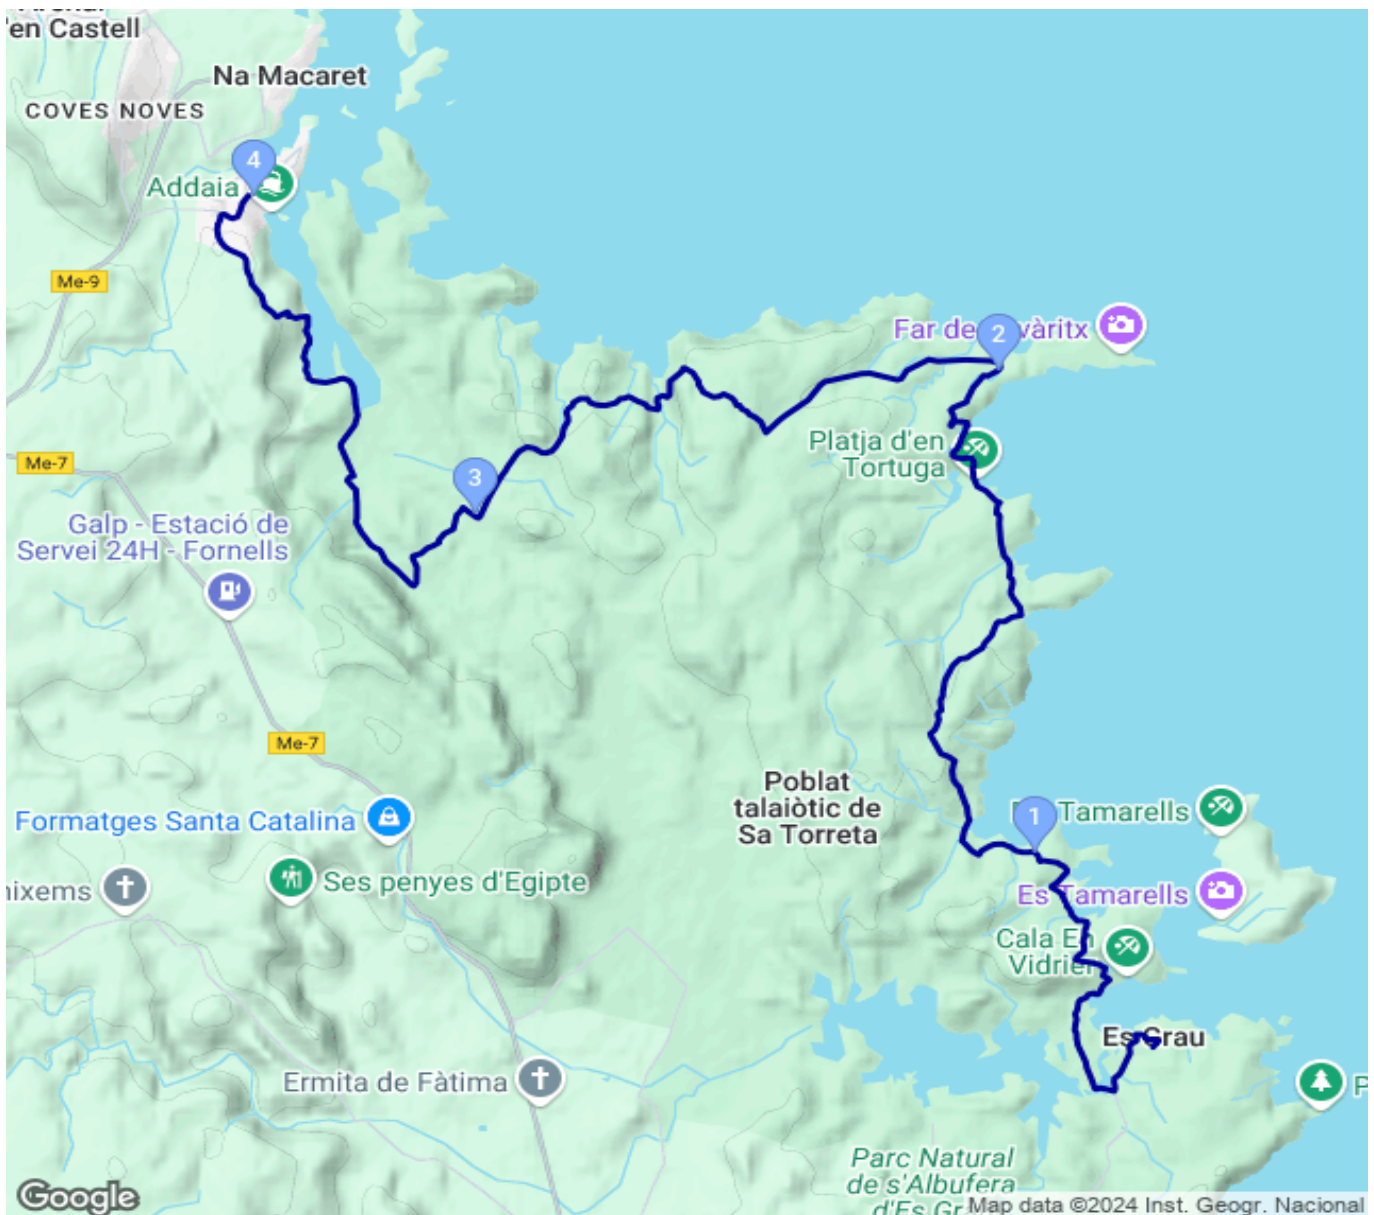 'en Castell
Na Macaret
COVES NOVES
4
Addaia
Me-9
Far de
vàritx
2
Me-7
Platja d'en
Tortuga
3
Galp - Estació de
Servei 24H - Fornells
Me-7
Poblat
talaiòtic de
Sa Torreta
1
Tamarells
Formatges Santa Catalina
Ses penyes d'Egipte
nixems
Es Tamarells
Cala En
Vidrier
Es Grau
Ermita de Fàtima
P
Parc Natural
de s'Albufera
d'Es Gr
Google
Map data ©2024 Inst. Geogr. Nacional